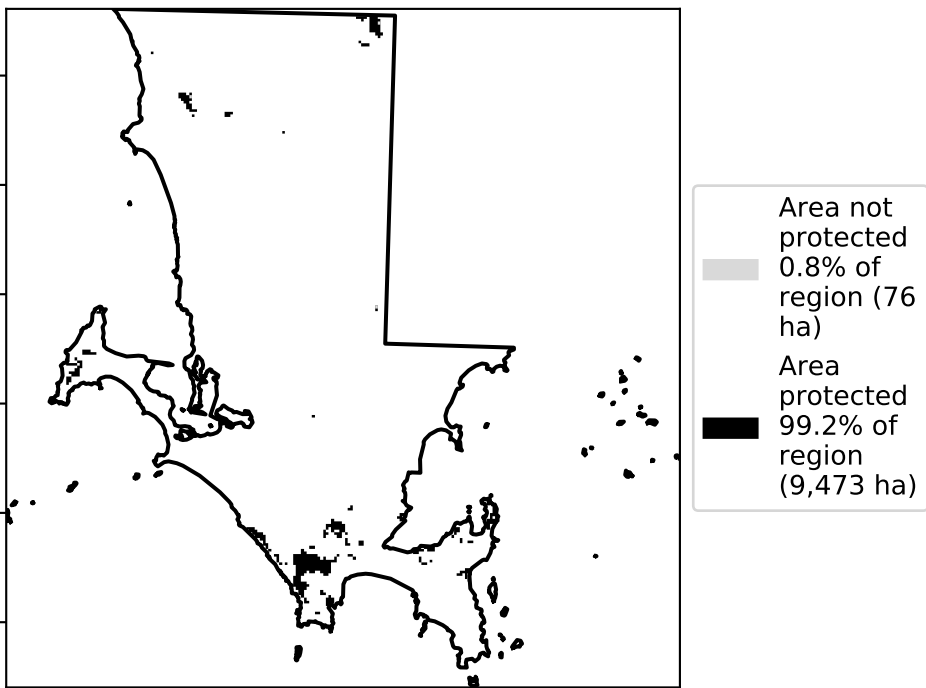 Area not
protected
0.8% of
region (76
ha)
Area
protected
99.2% of
region
(9,473 ha)